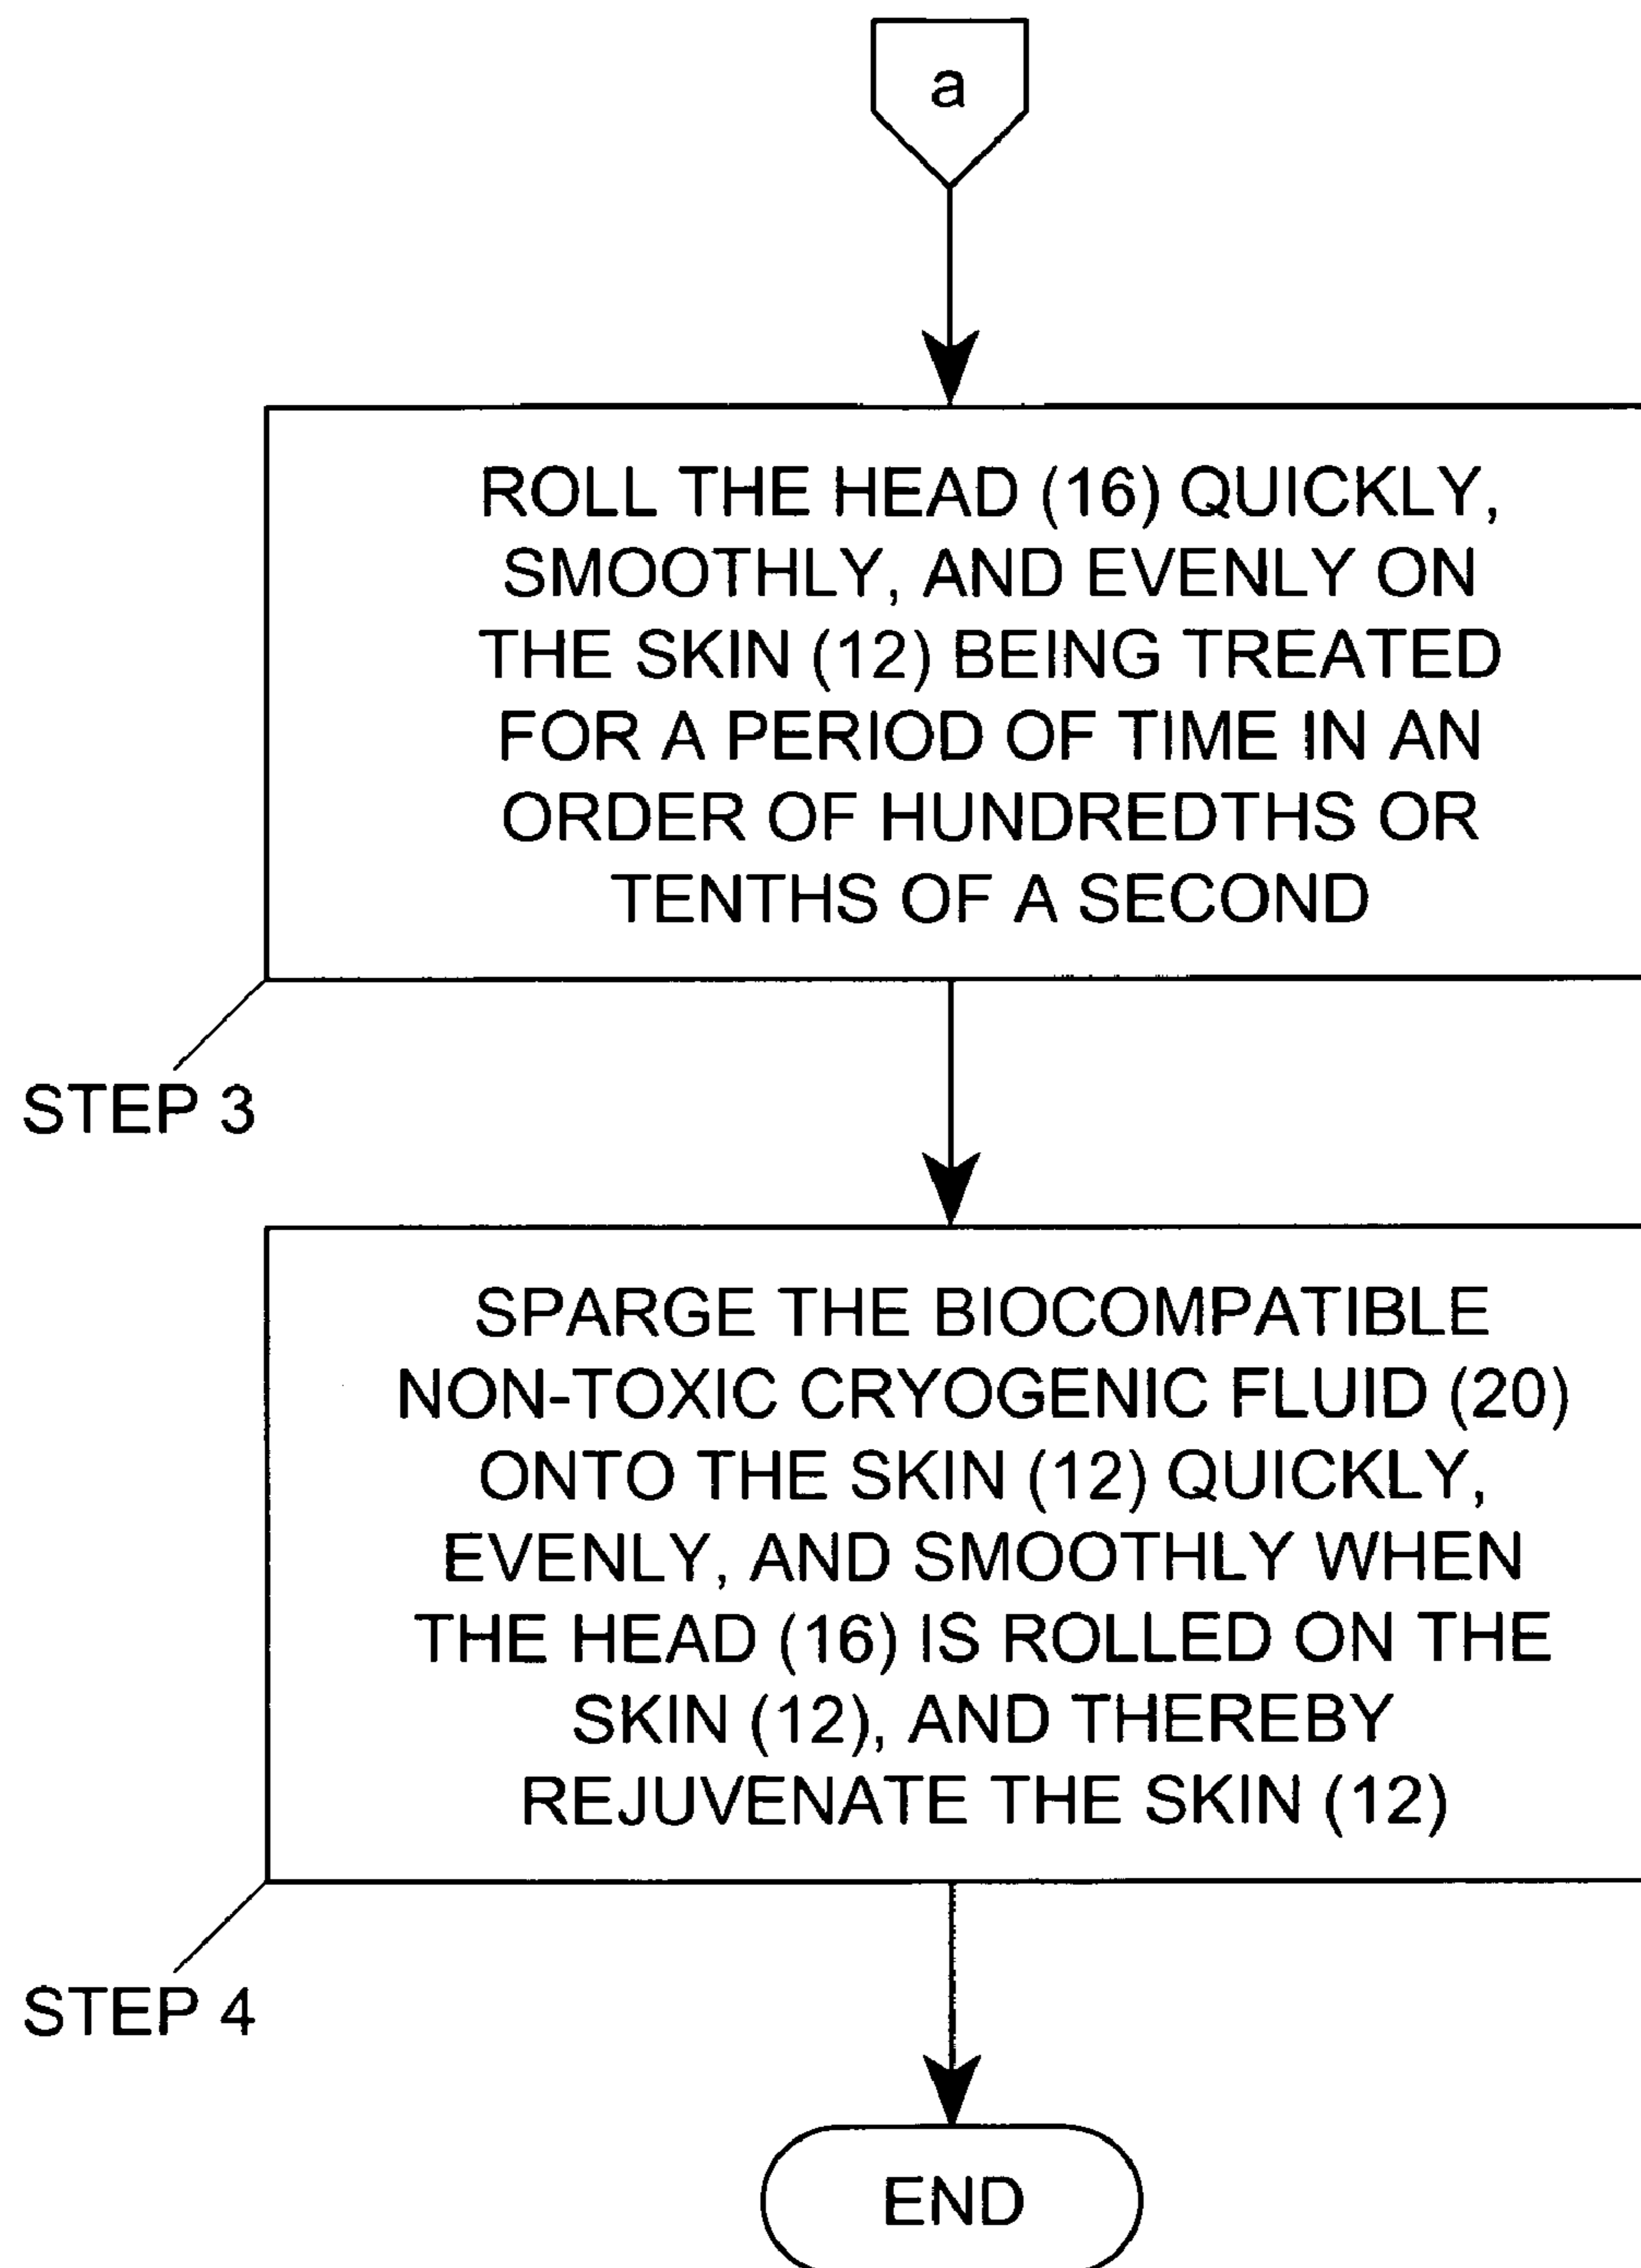 a
ROLL THE HEAD (16) QUICKLY,
SMOOTHLY, AND EVENLY ON
THE SKIN (12) BEING TREATED
FOR A PERIOD OF TIME IN AN
ORDER OF HUNDREDTHS OR
TENTHS OF A SECOND
STEP 3
SPARGE THE BIOCOMPATIBLE
NON-TOXIC CRYOGENIC FLUID (20)
ONTO THE SKIN (12) QUICKLY,
EVENLY, AND SMOOTHLY WHEN
THE HEAD (16) IS ROLLED ON THE
SKIN (12), AND THEREBY
REJUVENATE THE SKIN (12)
STEP 4
END